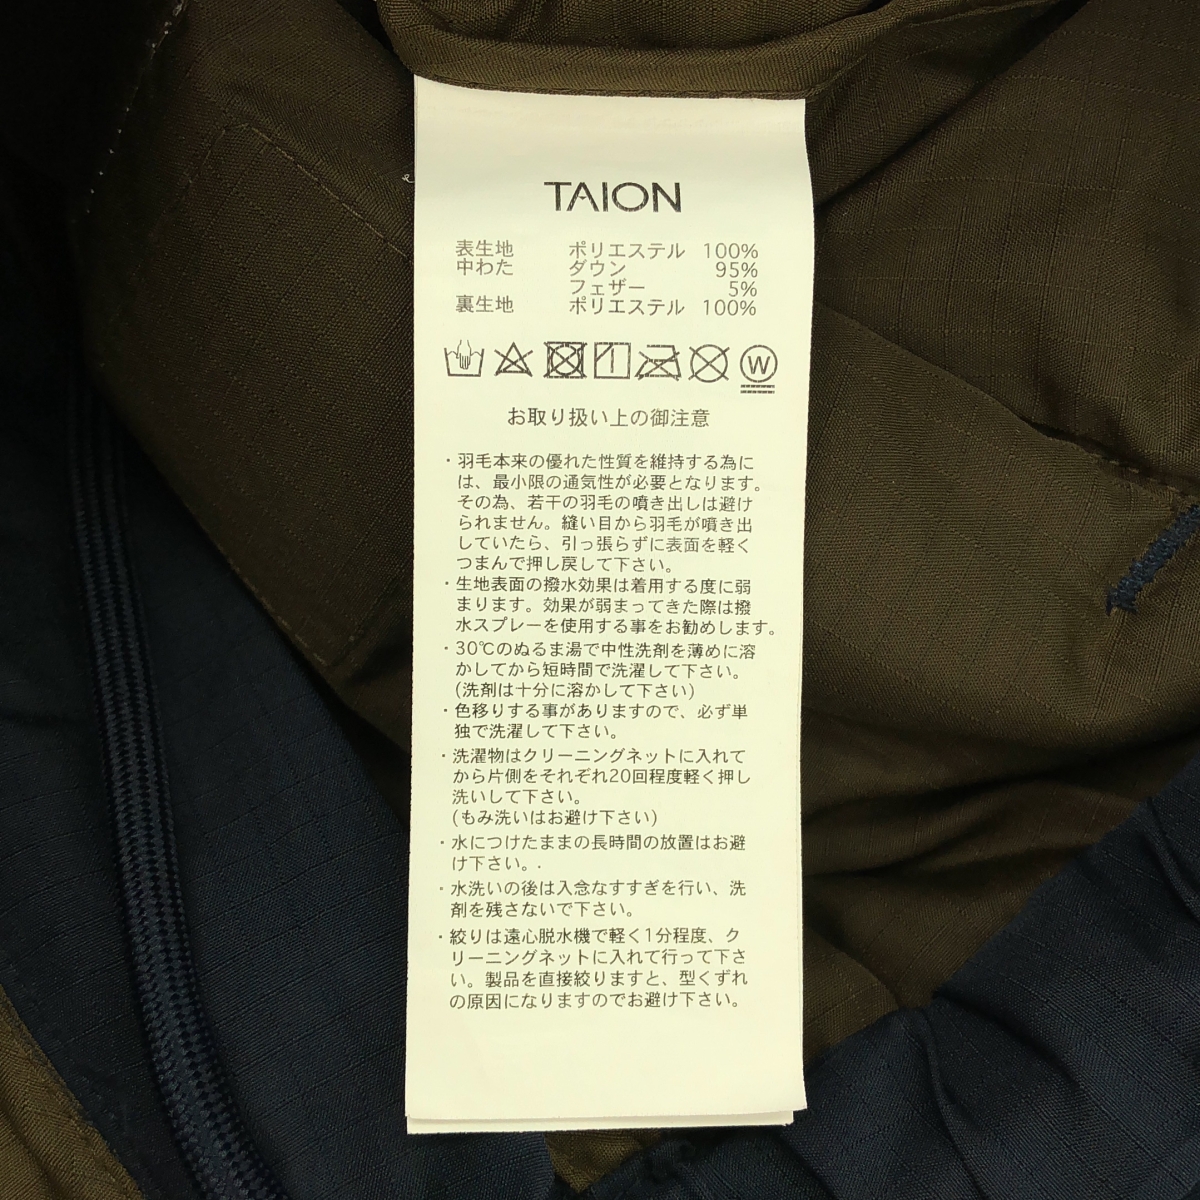 TAION
表生地 ポリエステル 100%
中わた ダウン 95%
フェザー 5%
裏生地 ポリエステル 100%
W
お取り扱い上の御注意
・羽毛本来の優れた性質を維持する為に
は、最小限の通気性が必要となります。
その為、若干の羽毛の噴き出しは避け
られません。縫い目から羽毛が噴き出
していたら、引っ張らずに表面を軽く
つまんで押し戻して下さい。
・生地表面の撥水効果は着用する度に弱
まります。効果が弱まってきた際は撥
水スプレーを使用する事をお勧めします。
・30℃のぬるま湯で中性洗剤を薄めに溶
かしてから短時間で洗濯して下さい。
(洗剤は十分に溶かして下さい)
・色移りする事がありますので、必ず単
独で洗濯して下さい。
・洗濯物はクリーニングネットに入れて
から片側をそれぞれ20回程度軽く押し
洗いして下さい。
(もみ洗いはお避け下さい)
・水につけたままの長時間の放置はお避
け下さい。.
・水洗いの後は入念なすすぎを行い、洗
剤を残さないで下さい。
・絞りは遠心脱水機で軽く1分程度、ク
リーニングネットに入れて行って下さ
い。製品を直接絞りますと、型くずれ
の原因になりますのでお避け下さい。